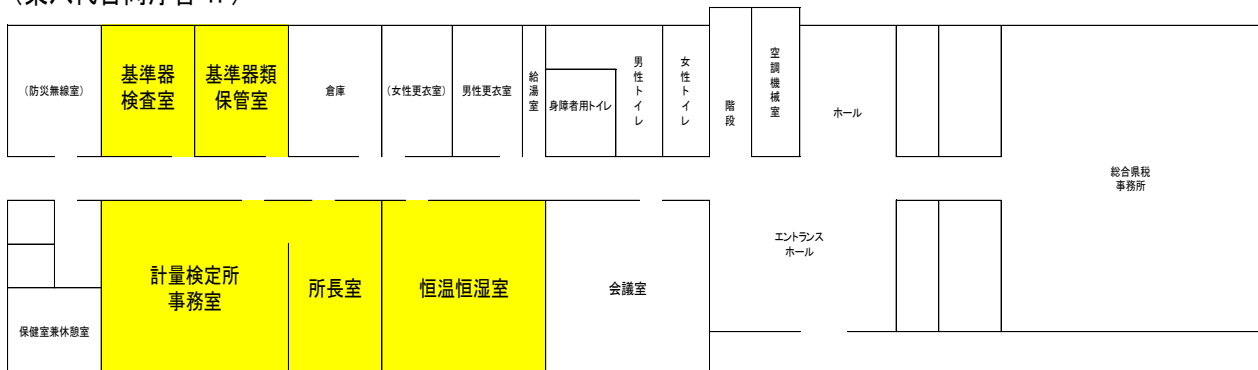 （防災無線室）
基準器
検査室
基準器類
保管室
倉庫
（女性更衣室）
男性更衣室
給湯室
身障者用トイレ
男性トイレ
女性トイレ
階段
空調機械室
ホール
総合県税
事務所
エントランス
ホール
計量検定所
事務室
所長室
恒温恒湿室
会議室
保健室兼休憩室